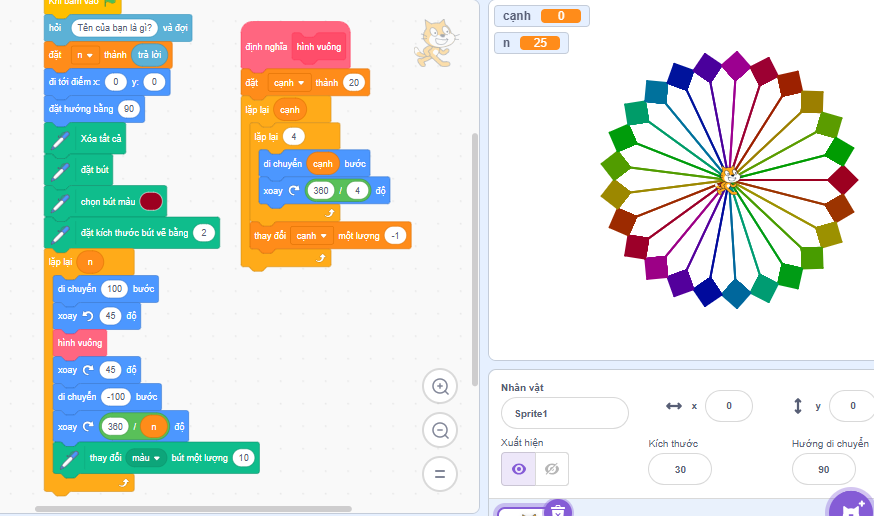 Khi bấm vào
hỏi Tên của bạn là gì? và đợi
đặt n thành trả lời
đi tới điểm x: 0 y: 0
đặt hướng bằng 90
Xóa tất cả
đặt bút
chọn bút màu
đặt kích thước bút vẽ bằng 2
lặp lại n
di chuyển 100 bước
xoay 45 độ
hình vuông
xoay 45 độ
di chuyển -100 bước
xoay 360 / n độ
thay đổi màu bút một lượng 10
định nghĩa hình vuông
đặt cạnh thành 20
lặp lại cạnh
lặp lại 4
di chuyển cạnh bước
xoay 360 / 4 độ
thay đổi cạnh một lượng -1
cạnh 0
n 25
Nhân vật
Sprite1
x 0
y 0
Xuất hiện
Kích thước
30
Hướng di chuyển
90